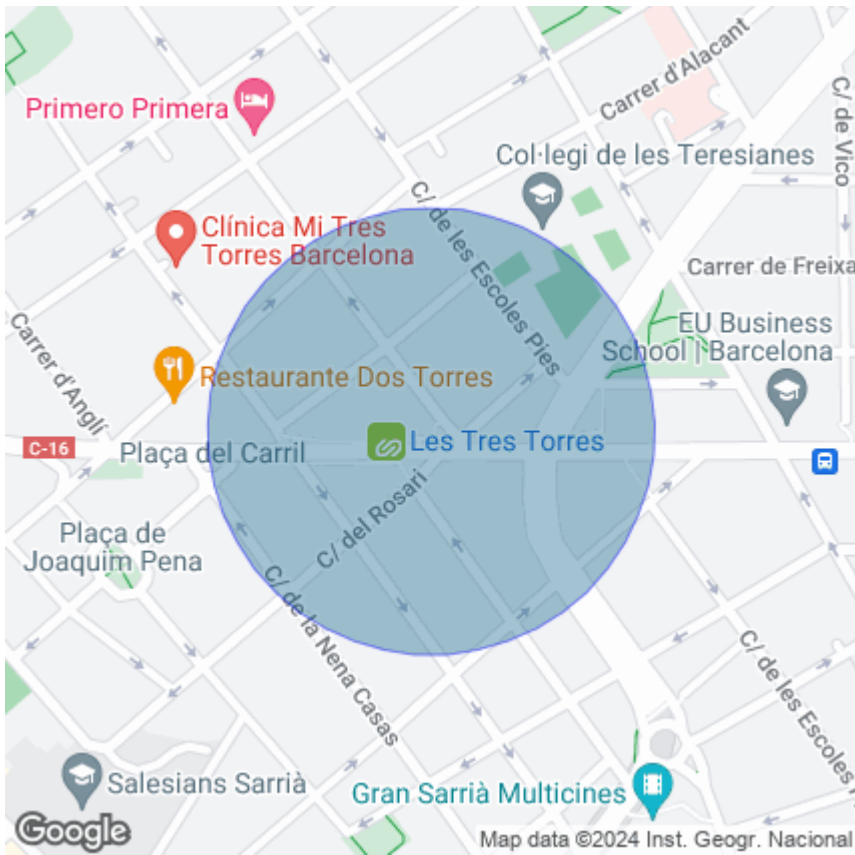 Carrer d'Alacant
C/ de Vico
Primero Primera
Col·legi de les Teresianes
C/ de les Escoles Pies
Clínica Mi Tres
Torres Barcelona
Carrer de Freixa
Carrer d'Anglí
EU Business
School | Barcelona
Restaurante Dos Torres
Les Tres Torres
C-16
Plaça del Carril
C/ del Rosari
Plaça de
Joaquim Pena
C/ de la Nena Casas
C/ de les Escoles
Salesians Sarrià
Gran Sarrià Multicines
Google
Map data ©2024 Inst. Geogr. Nacional